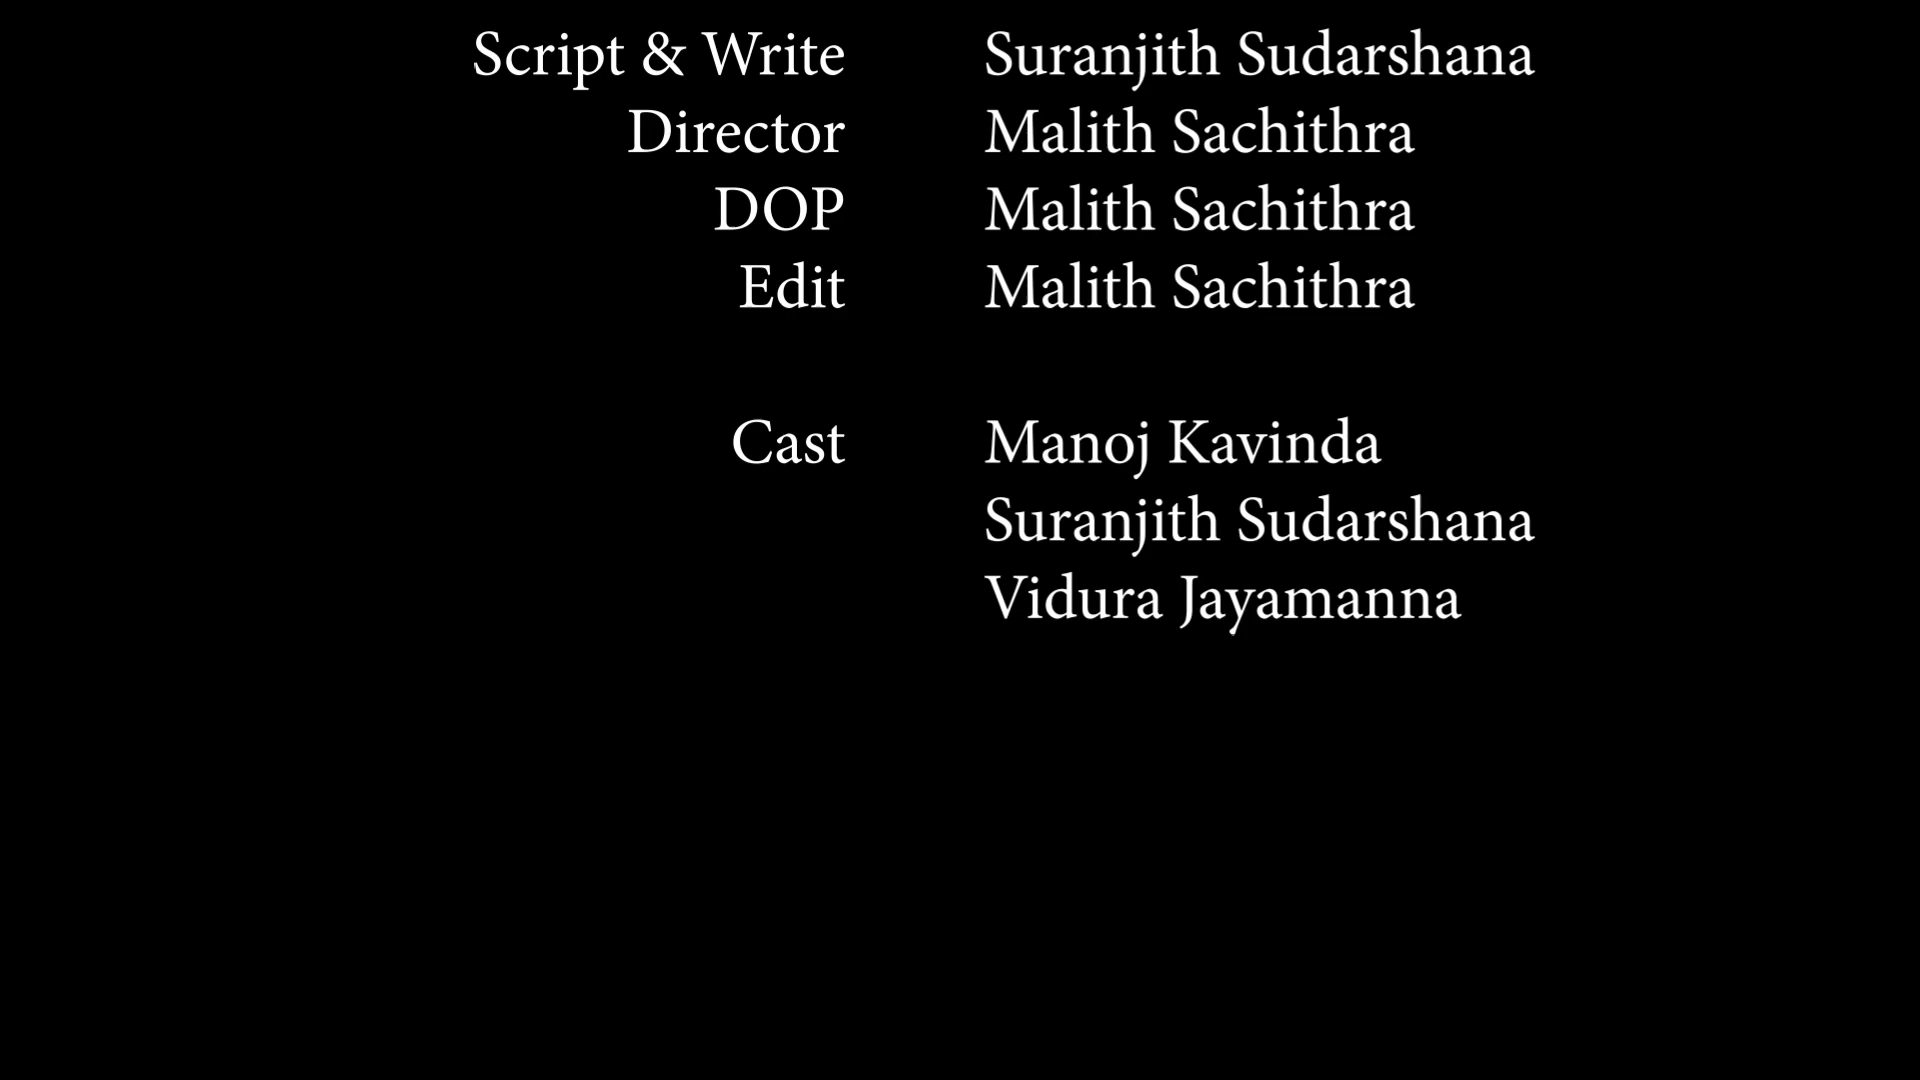 Script & Write Suranjith Sudarshana
Director Malith Sachithra
DOP Malith Sachithra
Edit Malith Sachithra
Cast Manoj Kavinda
Suranjith Sudarshana
Vidura Jayamanna